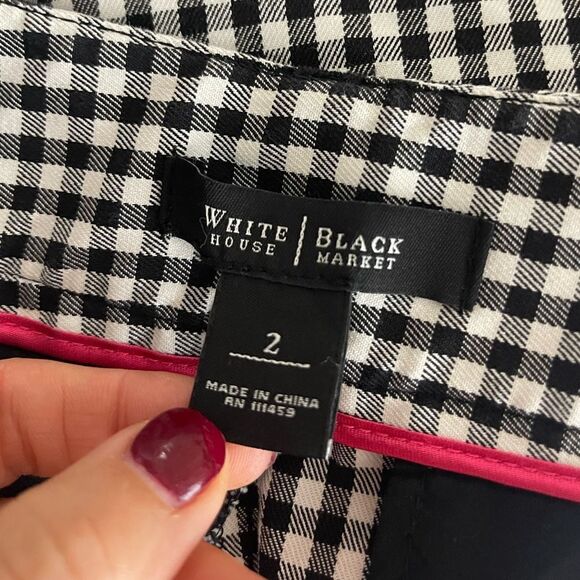 WHITE | BLACK
HOUSE MARKET
2
MADE IN CHINA
RN 111459